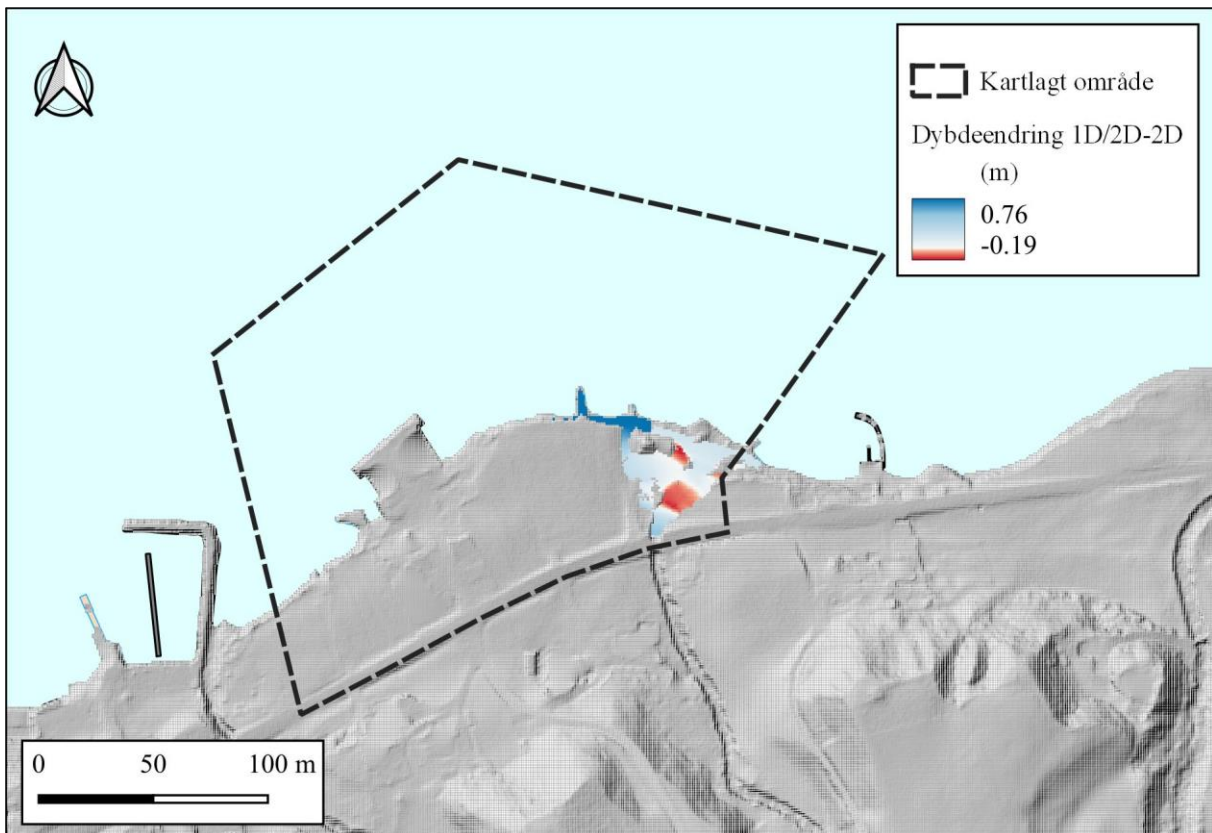 Kartlagt område
Dybdeendring 1D/2D-2D
(m)
0.76
-0.19
0 50 100 m